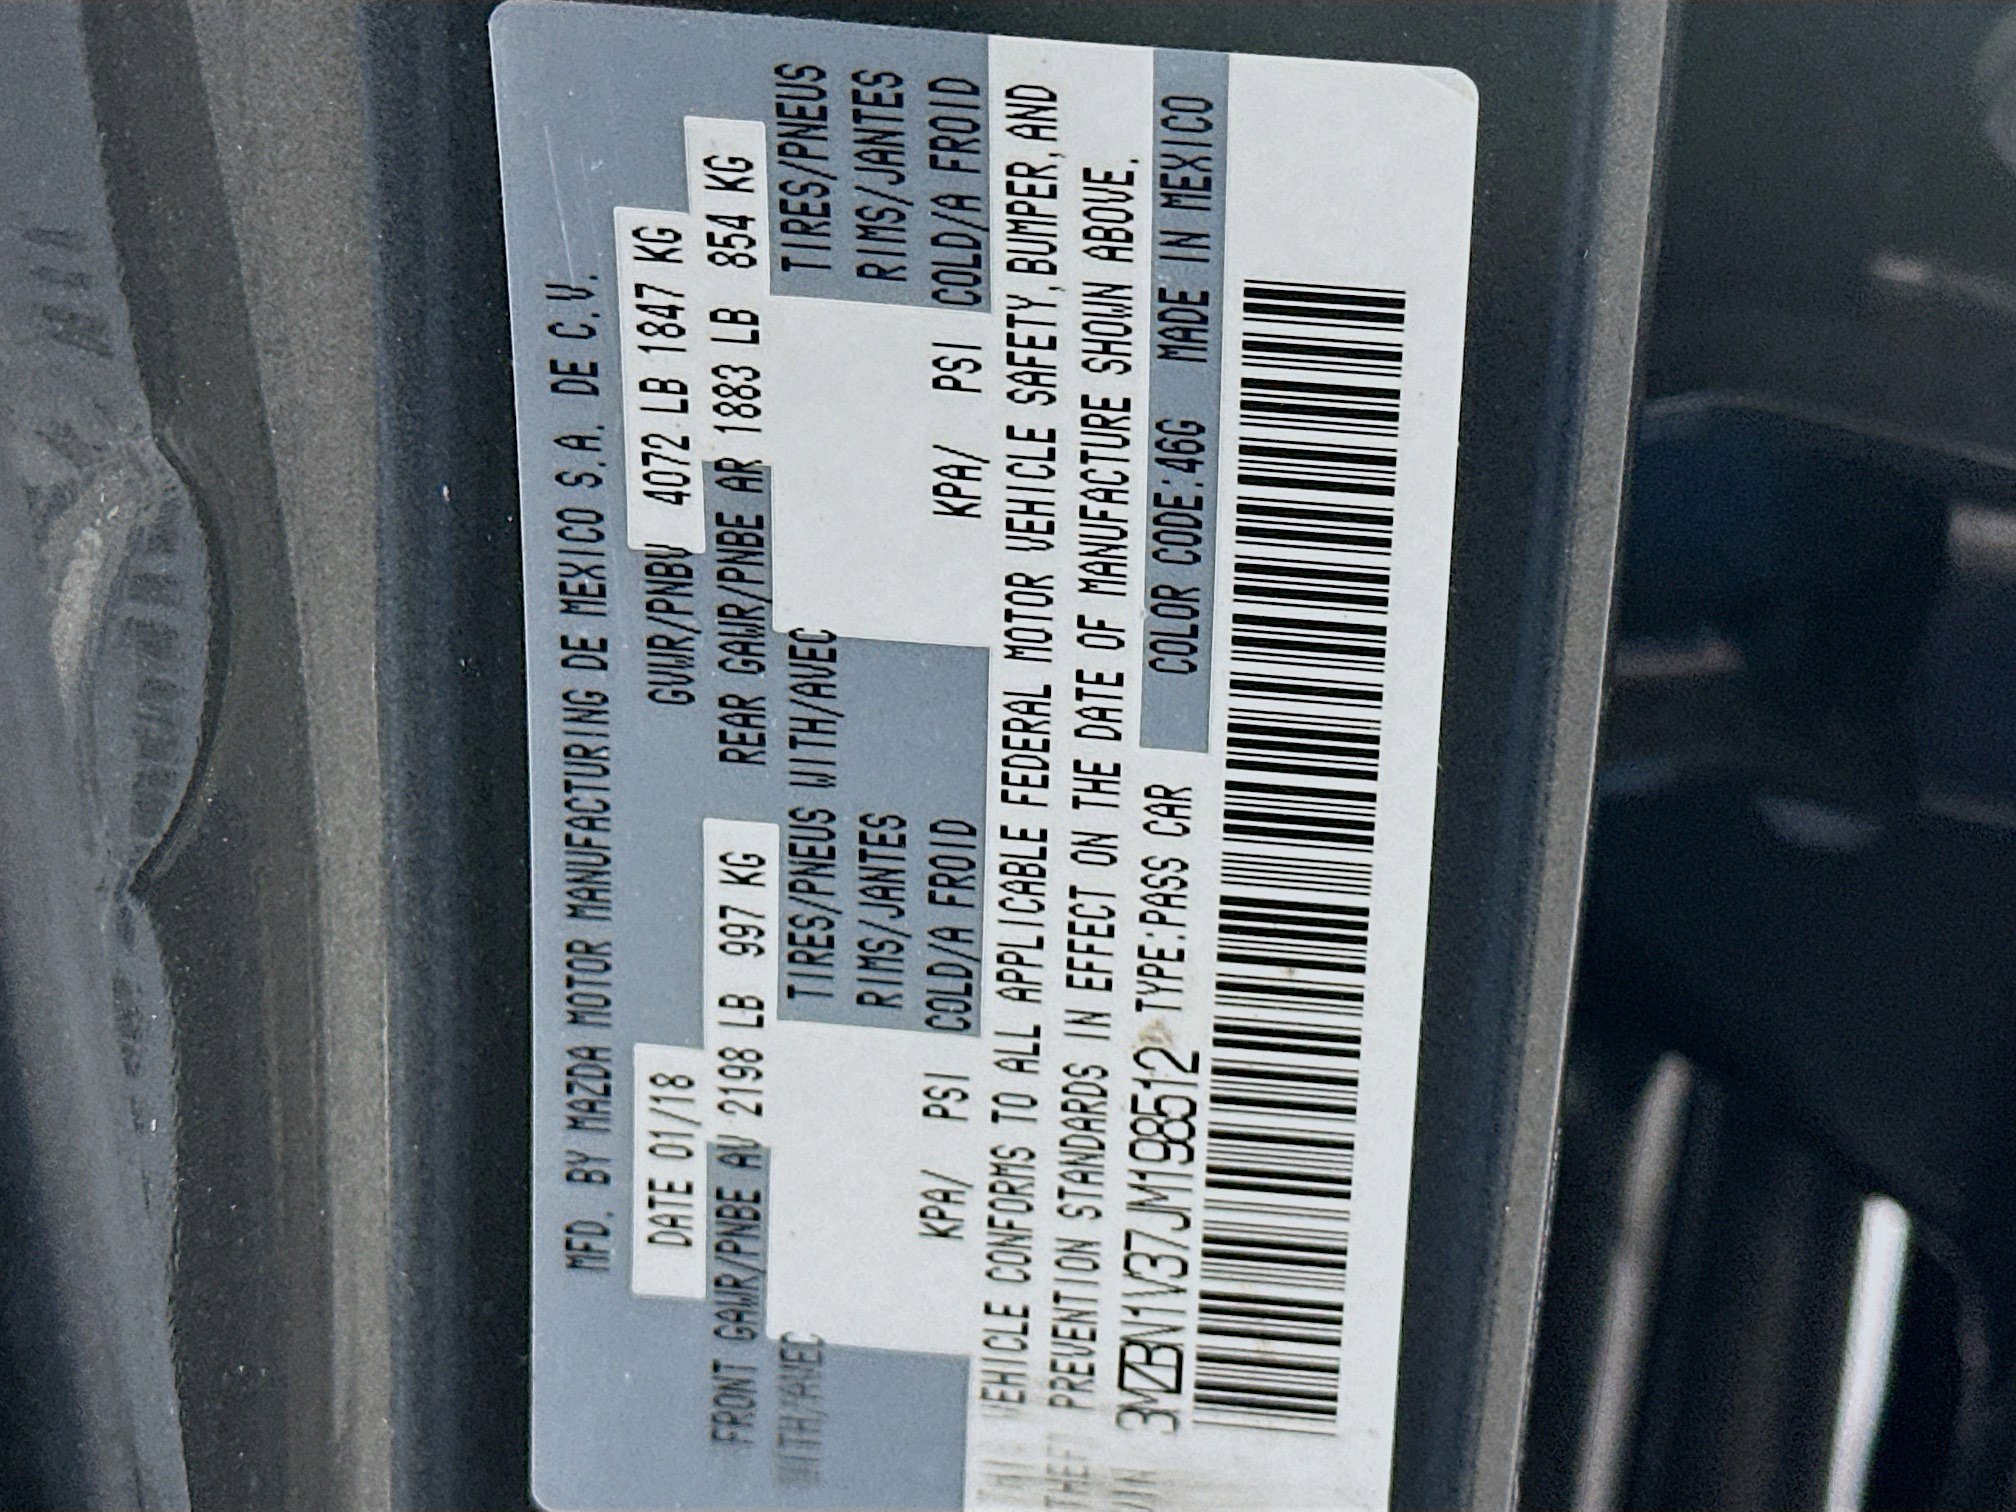 MFD. BY MAZDA MOTOR MANUFACTURING DE MEXICO S.A. DE C.V.
DATE 01/18 GVWR/PNBV 4072 LB 1847 KG
FRONT GAWR/PNBE AV 2198 LB 997 KG REAR GAWR/PNBE AR 1883 LB 854 KG
WITH/AVEC TIRES/PNEUS WITH/AVEC TIRES/PNEUS
RIMS/JANTES RIMS/JANTES
KPA/ PSI COLD/A FROID KPA/ PSI COLD/A FROID
VEHICLE CONFORMS TO ALL APPLICABLE FEDERAL MOTOR VEHICLE SAFETY,BUMPER,AND
THEFT PREVENTION STANDARDS IN EFFECT ON THE DATE OF MANUFACTURE SHOWN ABOVE.
VIN 3MZBN1V37JM198512 TYPE:PASS CAR COLOR CODE:46G MADE IN MEXICO